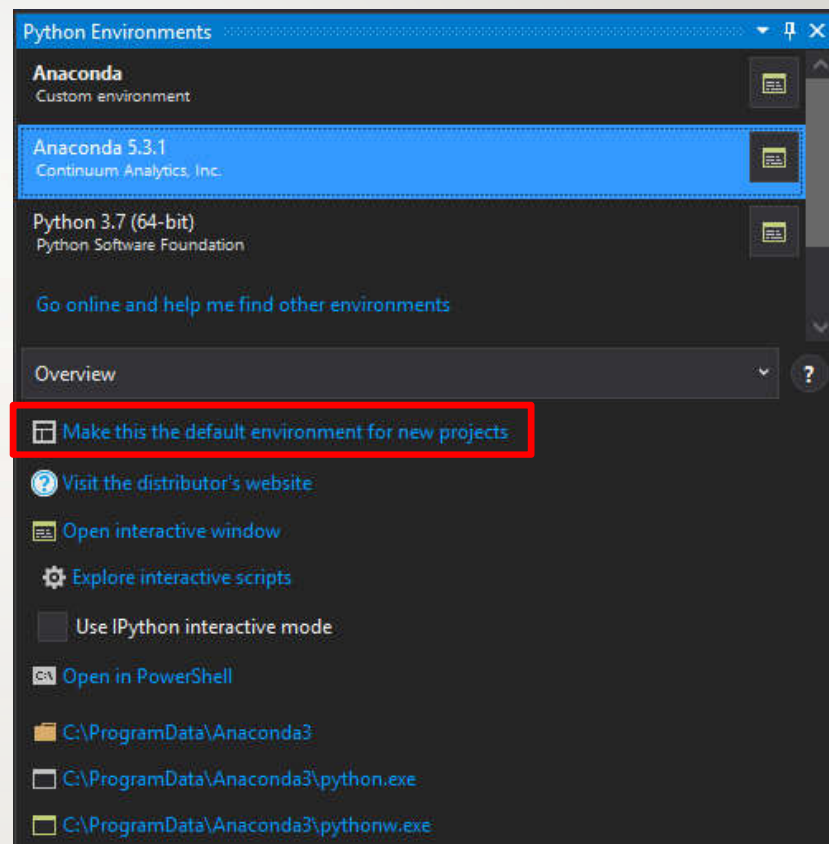 Python Environments
Anaconda
Custom environment
Anaconda 5.3.1
Continuum Analytics, Inc.
Python 3.7 (64-bit)
Python Software Foundation
Go online and help me find other environments
Overview
?
Make this the default environment for new projects
? Visit the distributor's website
Open interactive window
Explore interactive scripts
Use IPython interactive mode
C:\ Open in PowerShell
C:\ProgramData\Anaconda3
C:\ProgramData\Anaconda3\python.exe
C:\ProgramData\Anaconda3\pythonw.exe